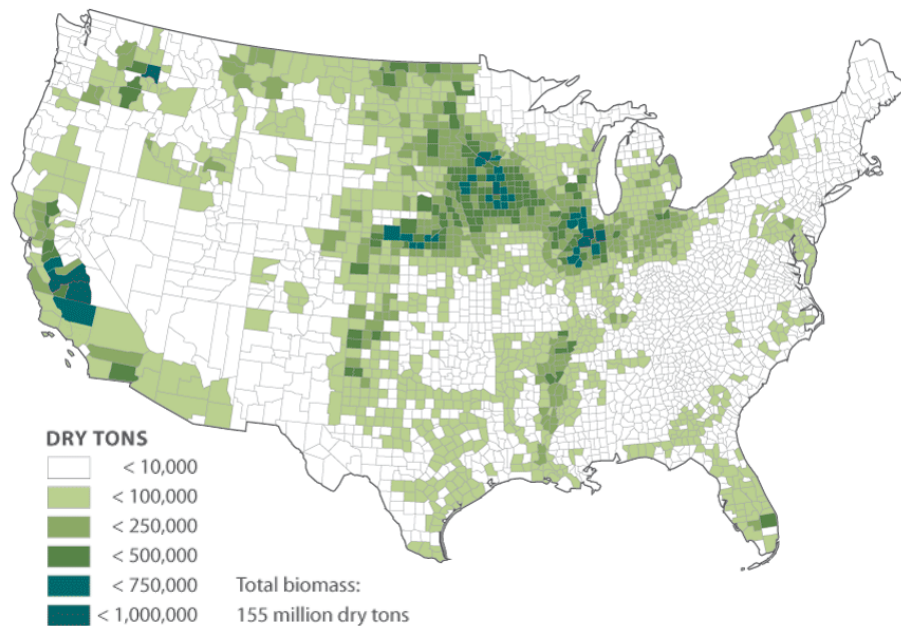 DRY TONS
< 10,000
< 100,000
< 250,000
< 500,000
< 750,000
< 1,000,000
Total biomass:
155 million dry tons